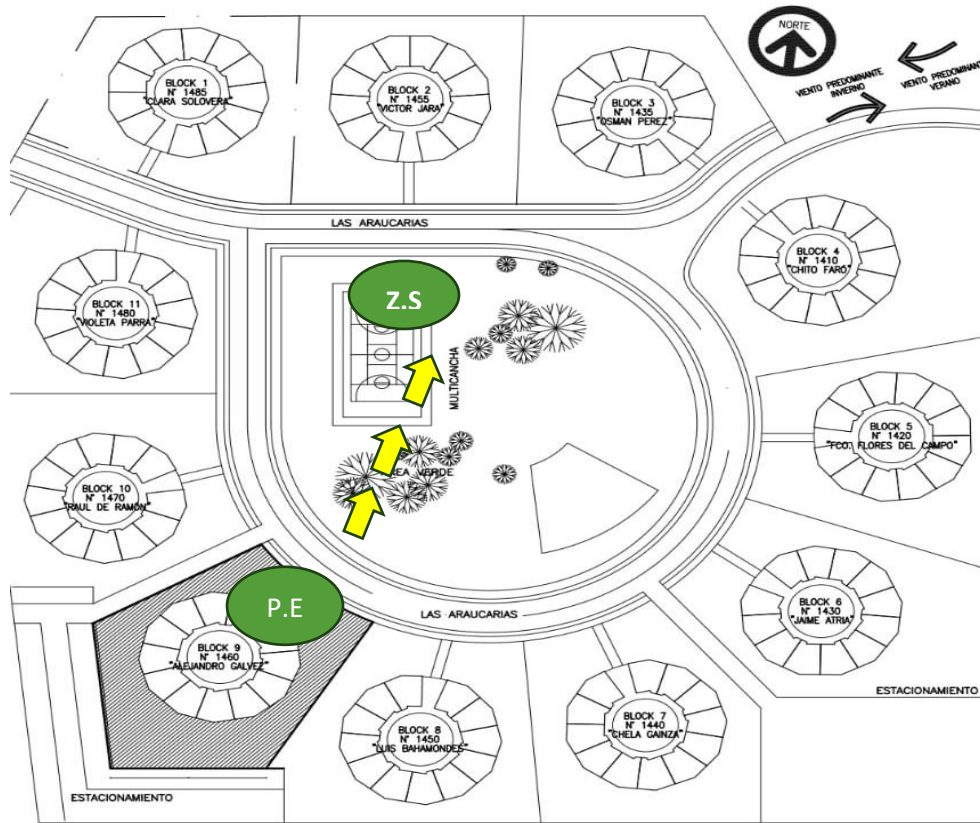 NORTE
VIENTO PREDOMINANTE
INVIERNO
VIENTO PREDOMINANTE
VERANO
BLOCK 1
N° 1485
"CLARA SOLOVERA"
BLOCK 2
N° 1455
"VICTOR JARA"
BLOCK 3
N° 1435
"OSMAN PEREZ"
LAS ARAUCARIAS
BLOCK 4
N° 1410
"CHITO FARÓ"
BLOCK 11
N° 1480
"VIOLETA PARRA"
Z.S
MULTICANCHA
BLOCK 5
N° 1420
"FCO. FLORES DEL CAMPO"
AREA VERDE
BLOCK 10
N° 1470
"RAUL DE RAMÓN"
P.E
LAS ARAUCARIAS
BLOCK 6
N° 1430
"JAIME ATRIA"
BLOCK 9
N° 1460
"ALEJANDRO GALVEZ"
ESTACIONAMIENTO
BLOCK 8
N° 1450
"LUIS BAHAMONDES"
BLOCK 7
N° 1440
"CHELA GAINZA"
ESTACIONAMIENTO